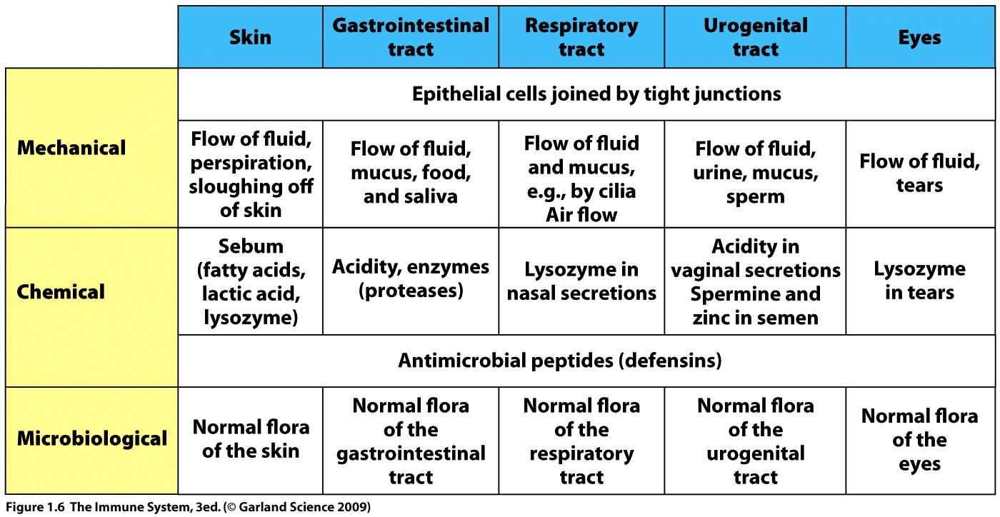 Skin
Gastrointestinal
tract
Respiratory
tract
Urogenital
tract
Eyes
Mechanical
Epithelial cells joined by tight junctions
Flow of fluid,
perspiration,
sloughing off
of skin
Flow of fluid,
mucus, food,
and saliva
Flow of fluid
and mucus,
e.g., by cilia
Air flow
Flow of fluid,
urine, mucus,
sperm
Flow of fluid,
tears
Chemical
Sebum
(fatty acids,
lactic acid,
lysozyme)
Acidity, enzymes
(proteases)
Lysozyme in
nasal secretions
Acidity in
vaginal secretions
Spermine and
zinc in semen
Lysozyme
in tears
Antimicrobial peptides (defensins)
Microbiological
Normal flora
of the skin
Normal flora
of the
gastrointestinal
tract
Normal flora
of the
respiratory
tract
Normal flora
of the
urogenital
tract
Normal flora
of the
eyes
Figure 1.6 The Immune System, 3ed. (© Garland Science 2009)